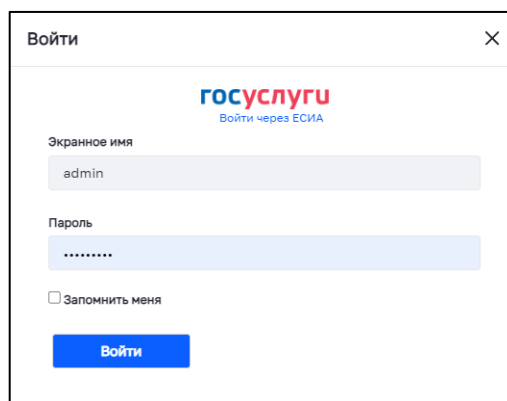 Войти
госуслуги
Войти через ЕСИА
Экранное имя
admin
Пароль
•••••••••
Запомнить меня
Войти